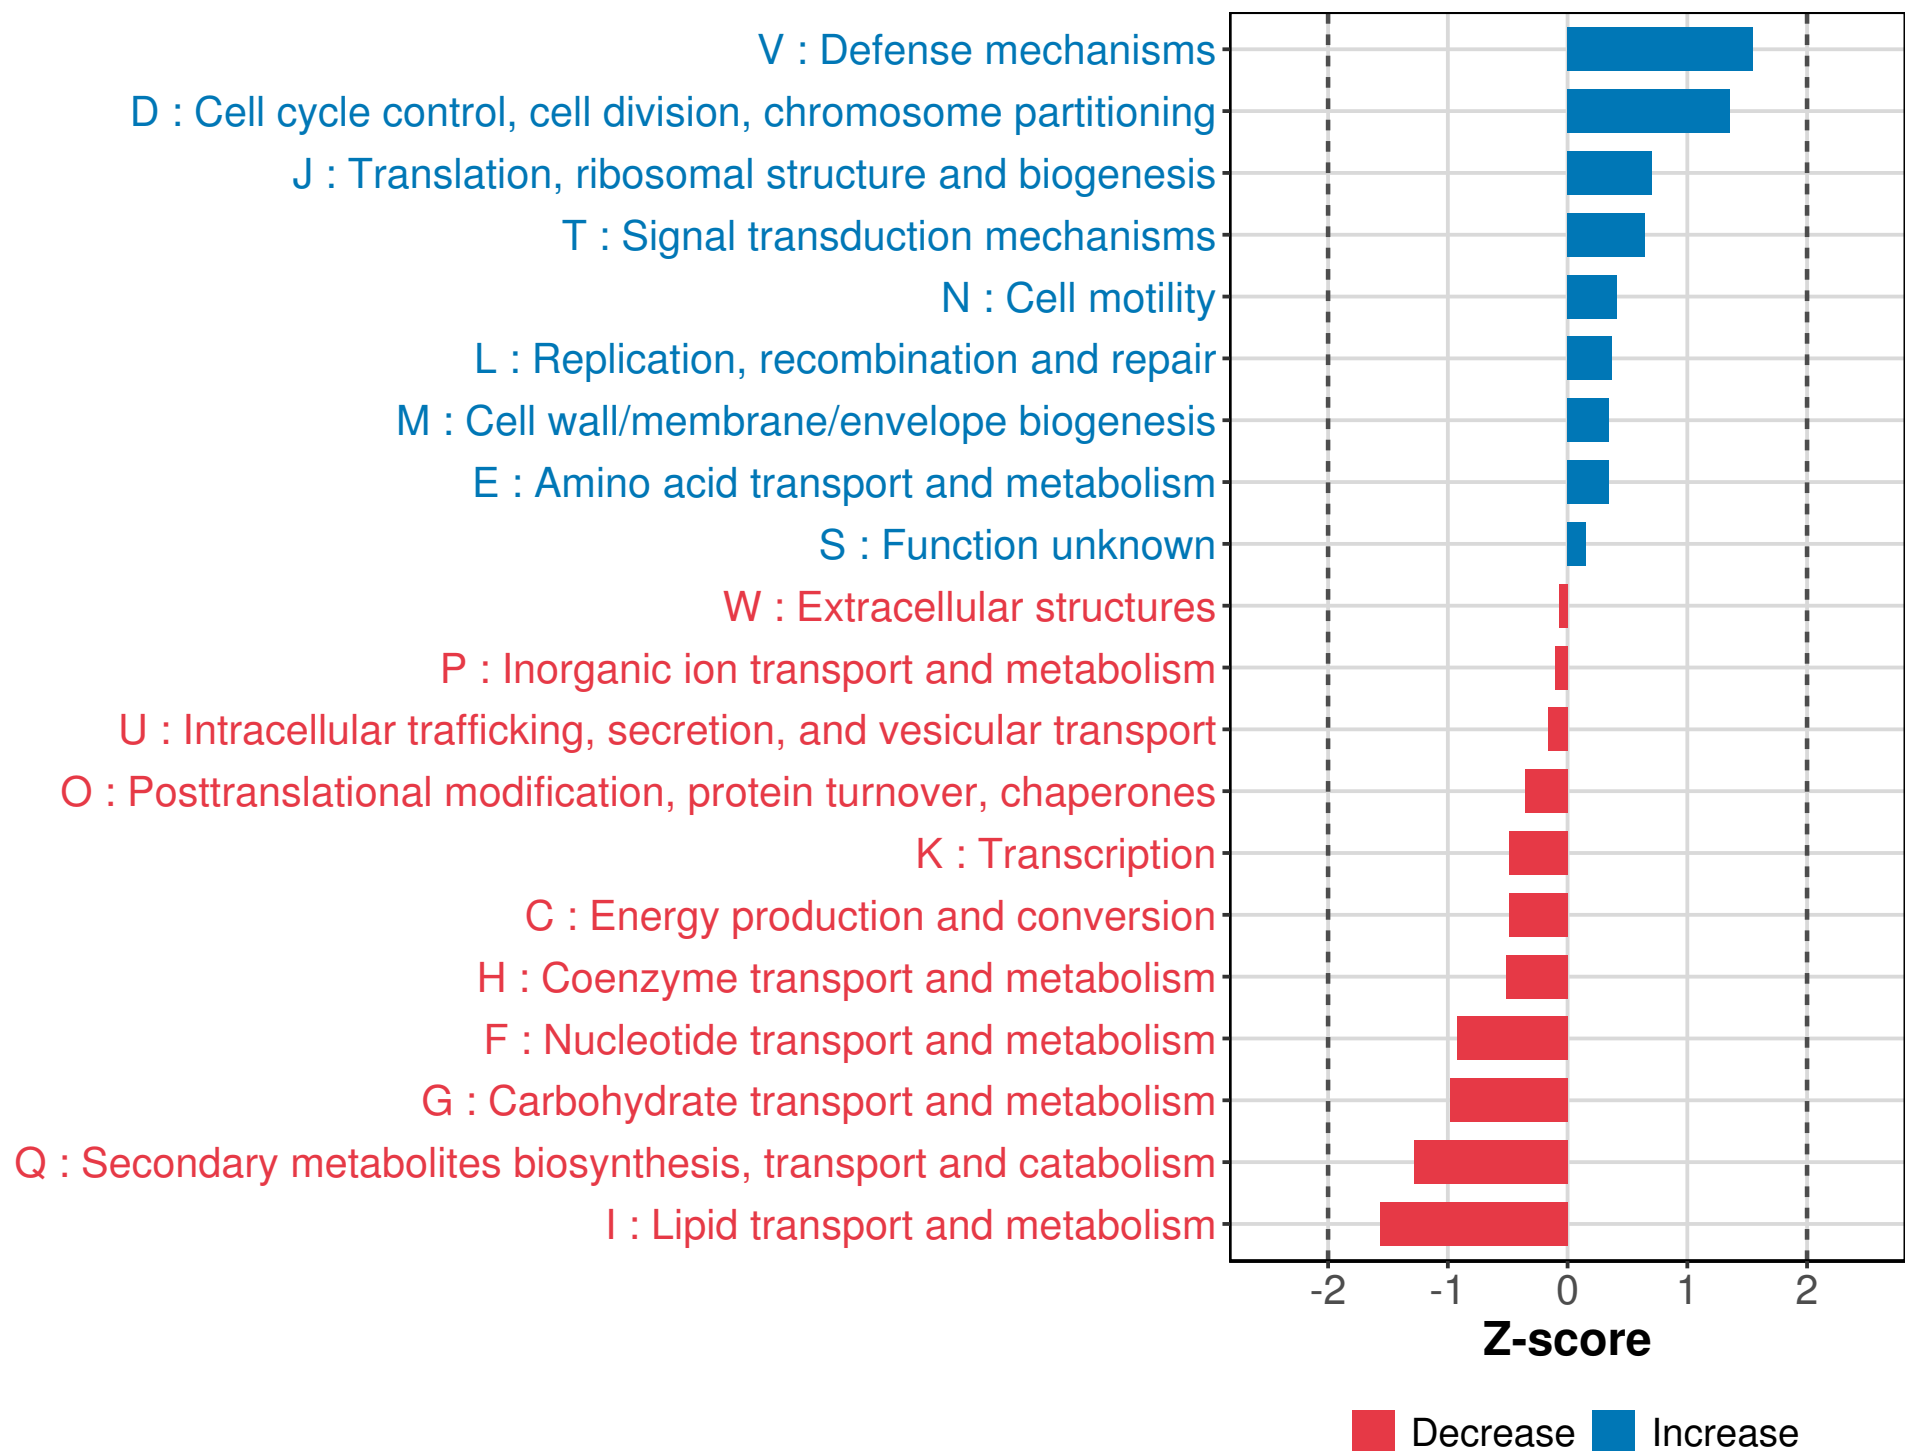 V : Defense mechanisms
D : Cell cycle control, cell division, chromosome partitioning
J : Translation, ribosomal structure and biogenesis
T : Signal transduction mechanisms
N : Cell motility
L : Replication, recombination and repair
M : Cell wall/membrane/envelope biogenesis
E : Amino acid transport and metabolism
S : Function unknown
W : Extracellular structures
P : Inorganic ion transport and metabolism
U : Intracellular trafficking, secretion, and vesicular transport
O : Posttranslational modification, protein turnover, chaperones
K : Transcription
C : Energy production and conversion
H : Coenzyme transport and metabolism
F : Nucleotide transport and metabolism
G : Carbohydrate transport and metabolism
Q : Secondary metabolites biosynthesis, transport and catabolism
I : Lipid transport and metabolism
-2 -1 0 1 2
Z-score
Decrease Increase